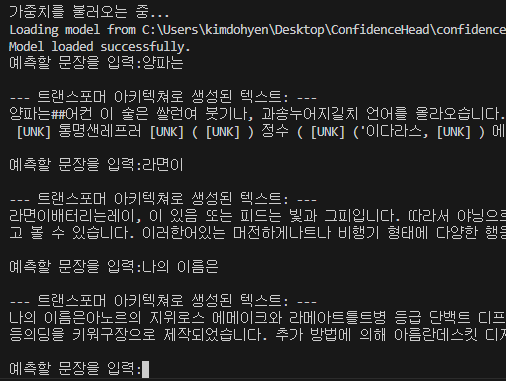 가중치를 불러오는 중...
Loading model from C:\Users\kimdohyen\Desktop\ConfidenceHead\confidence
Model loaded successfully.
예측할 문장을 입력:양파는
--- 트랜스포머 아키텍쳐로 생성된 텍스트: ---
양파는##어컨 이 술은 쌀런여 붓기나, 과송누어지길치 언어를 올라오습니다.
[UNK] 통명샌레프러 [UNK] ( [UNK] ) 정수 ( [UNK] ('이다라스, [UNK] ) 에
예측할 문장을 입력:라면이
--- 트랜스포머 아키텍쳐로 생성된 텍스트: ---
라면이배터리는레이, 이 있음 또는 피드는 빛과 그피입니다. 따라서 야닝으로
고 볼 수 있습니다. 이러한어있는 머전하게나트나 비행기 형태에 다양한 행동
예측할 문장을 입력:나의 이름은
--- 트랜스포머 아키텍쳐로 생성된 텍스트: ---
나의 이름은아노르의 지위로스 에메이크와 라메아트틀트병 등급 단백트 디프
등의딩을 키워구장으로 제작되었습니다. 추가 방법에 의해 아름란데스킷 디지
예측할 문장을 입력: